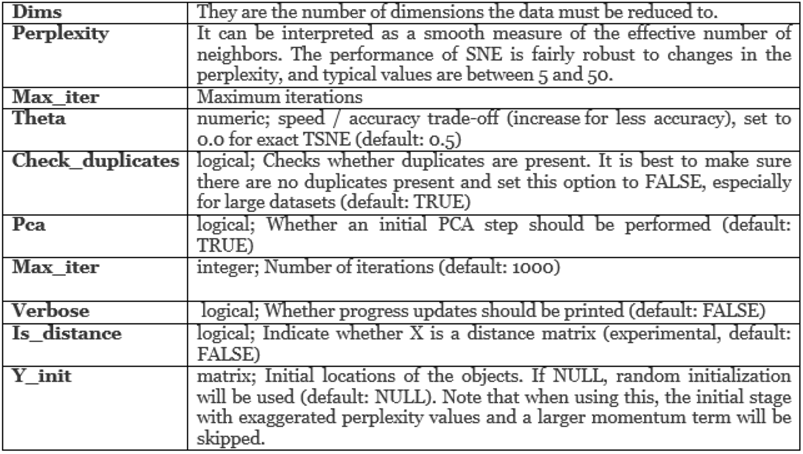 Dims They are the number of dimensions the data must be reduced to.
Perplexity It can be interpreted as a smooth measure of the effective number of
neighbors. The performance of SNE is fairly robust to changes in the
perplexity, and typical values are between 5 and 50.
Max_iter Maximum iterations
Theta numeric; speed / accuracy trade-off (increase for less accuracy), set to
0.0 for exact TSNE (default: 0.5)
Check_duplicates logical; Checks whether duplicates are present. It is best to make sure
there are no duplicates present and set this option to FALSE, especially
for large datasets (default: TRUE)
Pca logical; Whether an initial PCA step should be performed (default:
TRUE)
Max_iter integer; Number of iterations (default: 1000)
Verbose logical; Whether progress updates should be printed (default: FALSE)
Is_distance logical; Indicate whether X is a distance matrix (experimental, default:
FALSE)
Y_init matrix; Initial locations of the objects. If NULL, random initialization
will be used (default: NULL). Note that when using this, the initial stage
with exaggerated perplexity values and a larger momentum term will be
skipped.